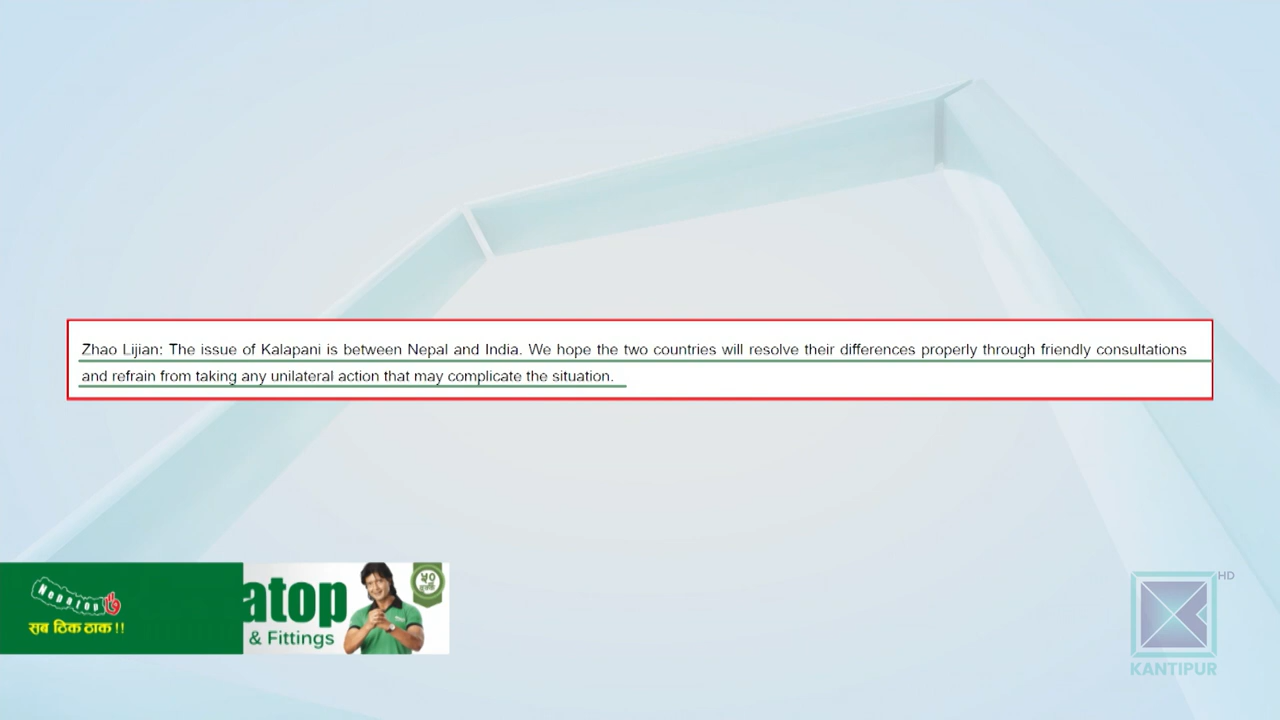 Zhao Lijian: The issue of Kalapani is between Nepal and India. We hope the two countries will resolve their differences properly through friendly consultations
and refrain from taking any unilateral action that may complicate the situation.
Nepatop
सब ठिक ठाक !!
atop
& Fittings
५०
HD
KANTIPUR